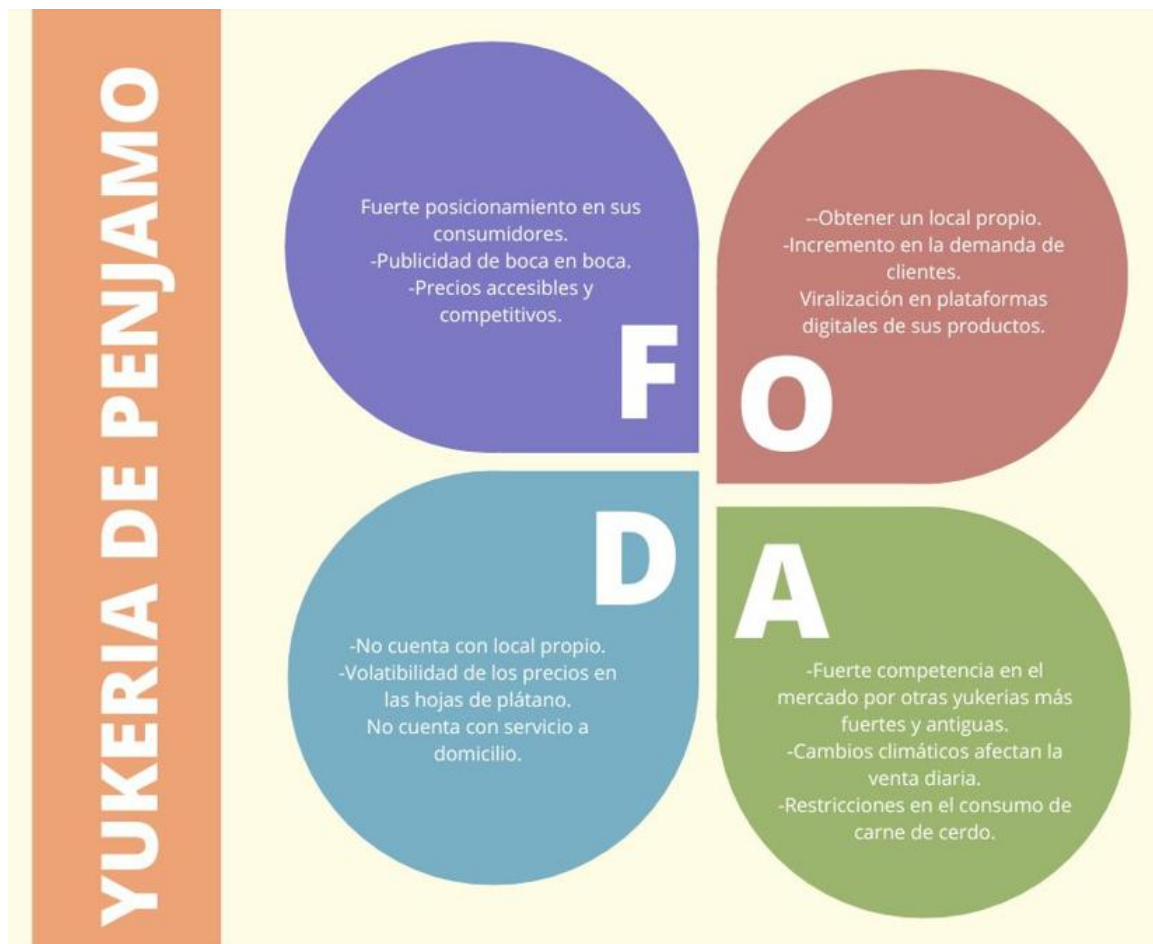 YUKERIA DE PENJAMO
Fuerte posicionamiento en sus
consumidores.
-Publicidad de boca en boca.
-Precios accesibles y
competitivos.
F
--Obtener un local propio.
-Incremento en la demanda de
clientes.
Viralización en plataformas
digitales de sus productos.
O
D
-No cuenta con local propio.
-Volatibilidad de los precios en
las hojas de plátano.
No cuenta con servicio a
domicilio.
A
-Fuerte competencia en el
mercado por otras yukerias más
fuertes y antiguas.
-Cambios climáticos afectan la
venta diaria.
-Restricciones en el consumo de
carne de cerdo.